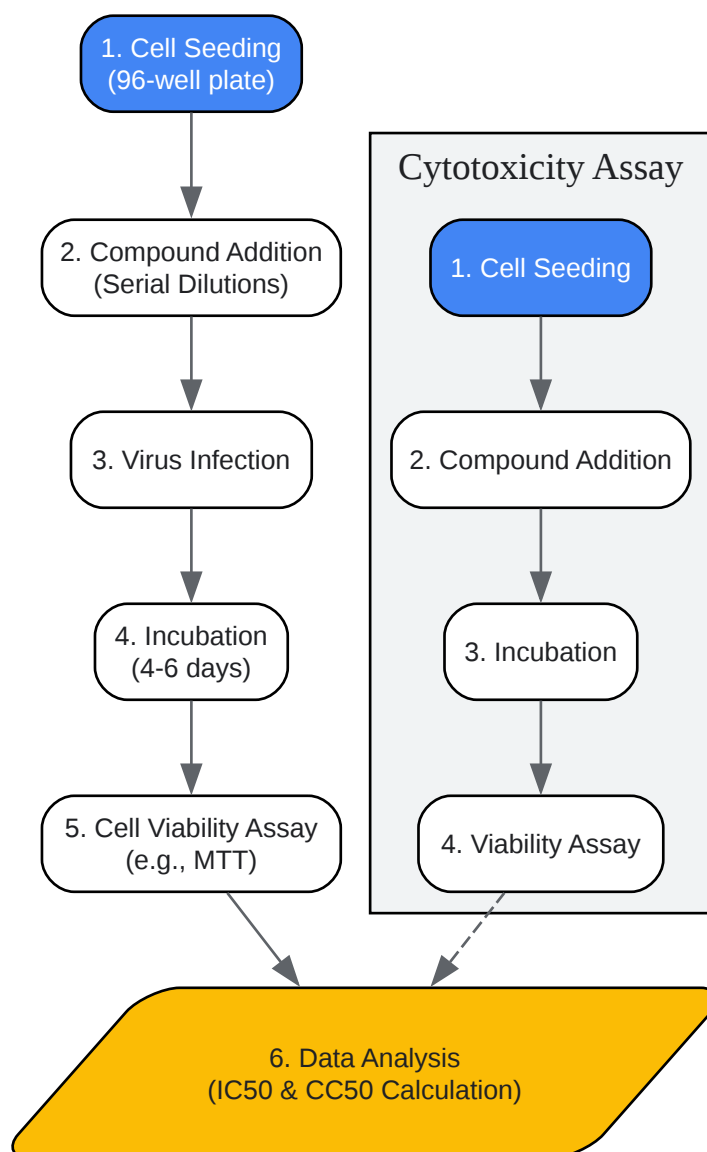 1. Cell Seeding
(96-well plate)
2. Compound Addition
(Serial Dilutions)
3. Virus Infection
4. Incubation
(4-6 days)
5. Cell Viability Assay
(e.g., MTT)
Cytotoxicity Assay
1. Cell Seeding
2. Compound Addition
3. Incubation
4. Viability Assay
6. Data Analysis
(IC50 & CC50 Calculation)